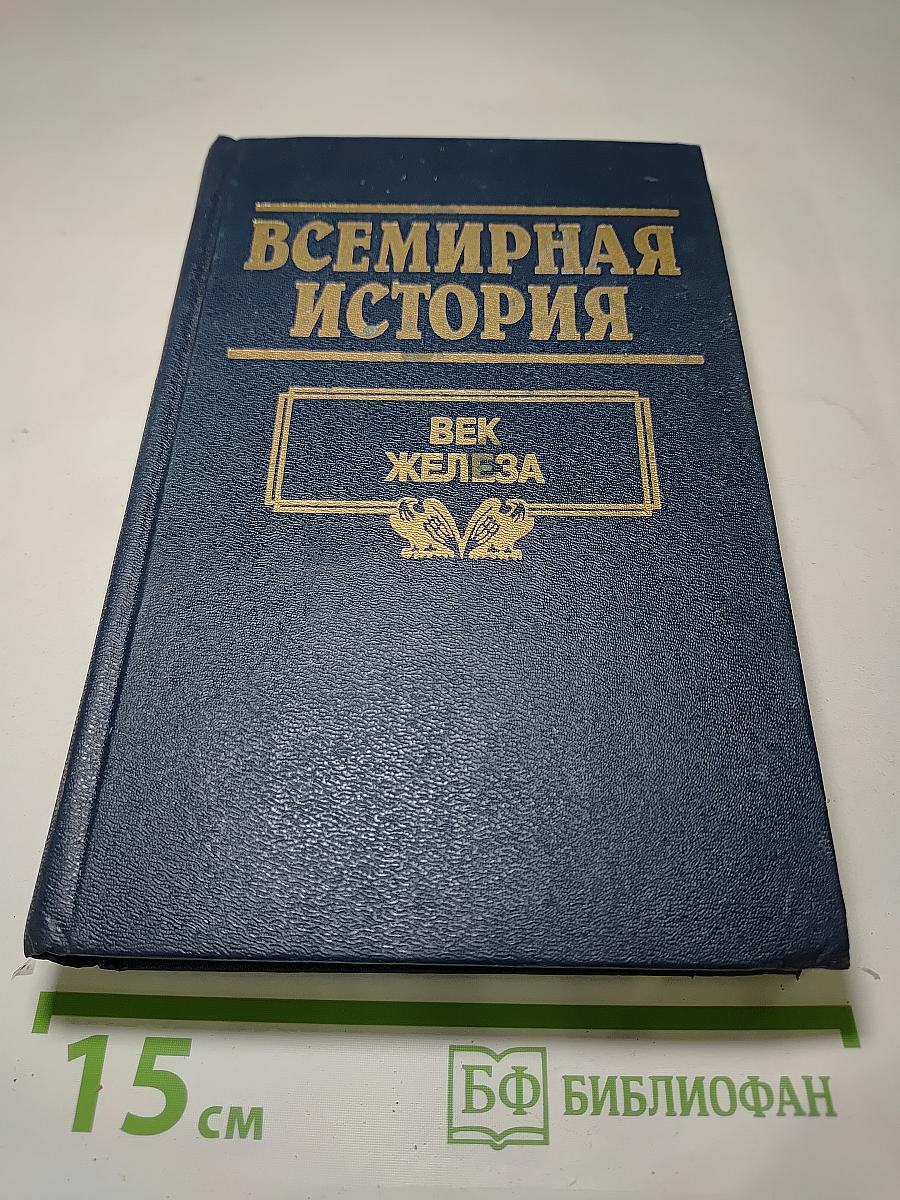 ВСЕМИРНАЯ
ИСТОРИЯ
ВЕК
ЖЕЛЕЗА
15 см
БФ БИБЛИОФАН